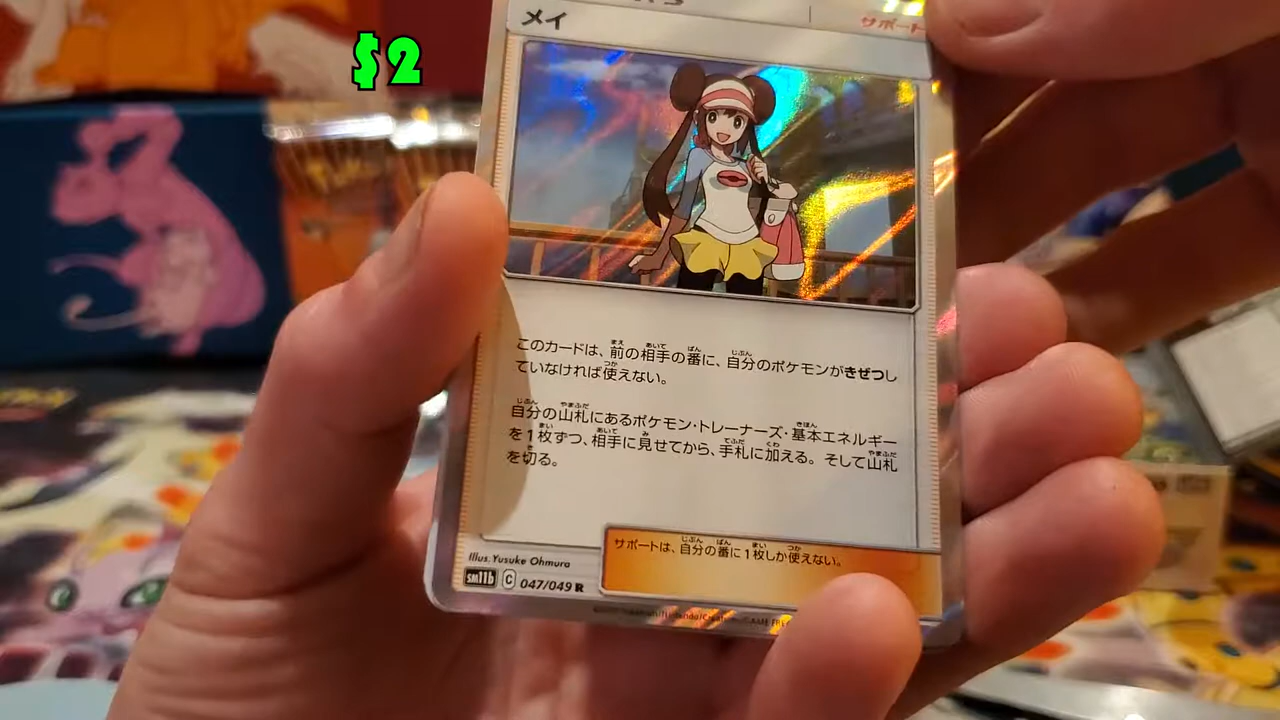 $2
メイ
サポート
このカードは、前の相手の番に、自分のポケモンがきぜつし
ていなければ使えない。
自分の山札にあるポケモン・トレーナーズ・基本エネルギー
を1枚ずつ、相手に見せてから、手札に加える。そして山札
を切る。
サポートは、自分の番に1枚しか使えない。
Illus. Yusuke Ohmura
sm11b C 047/049 R